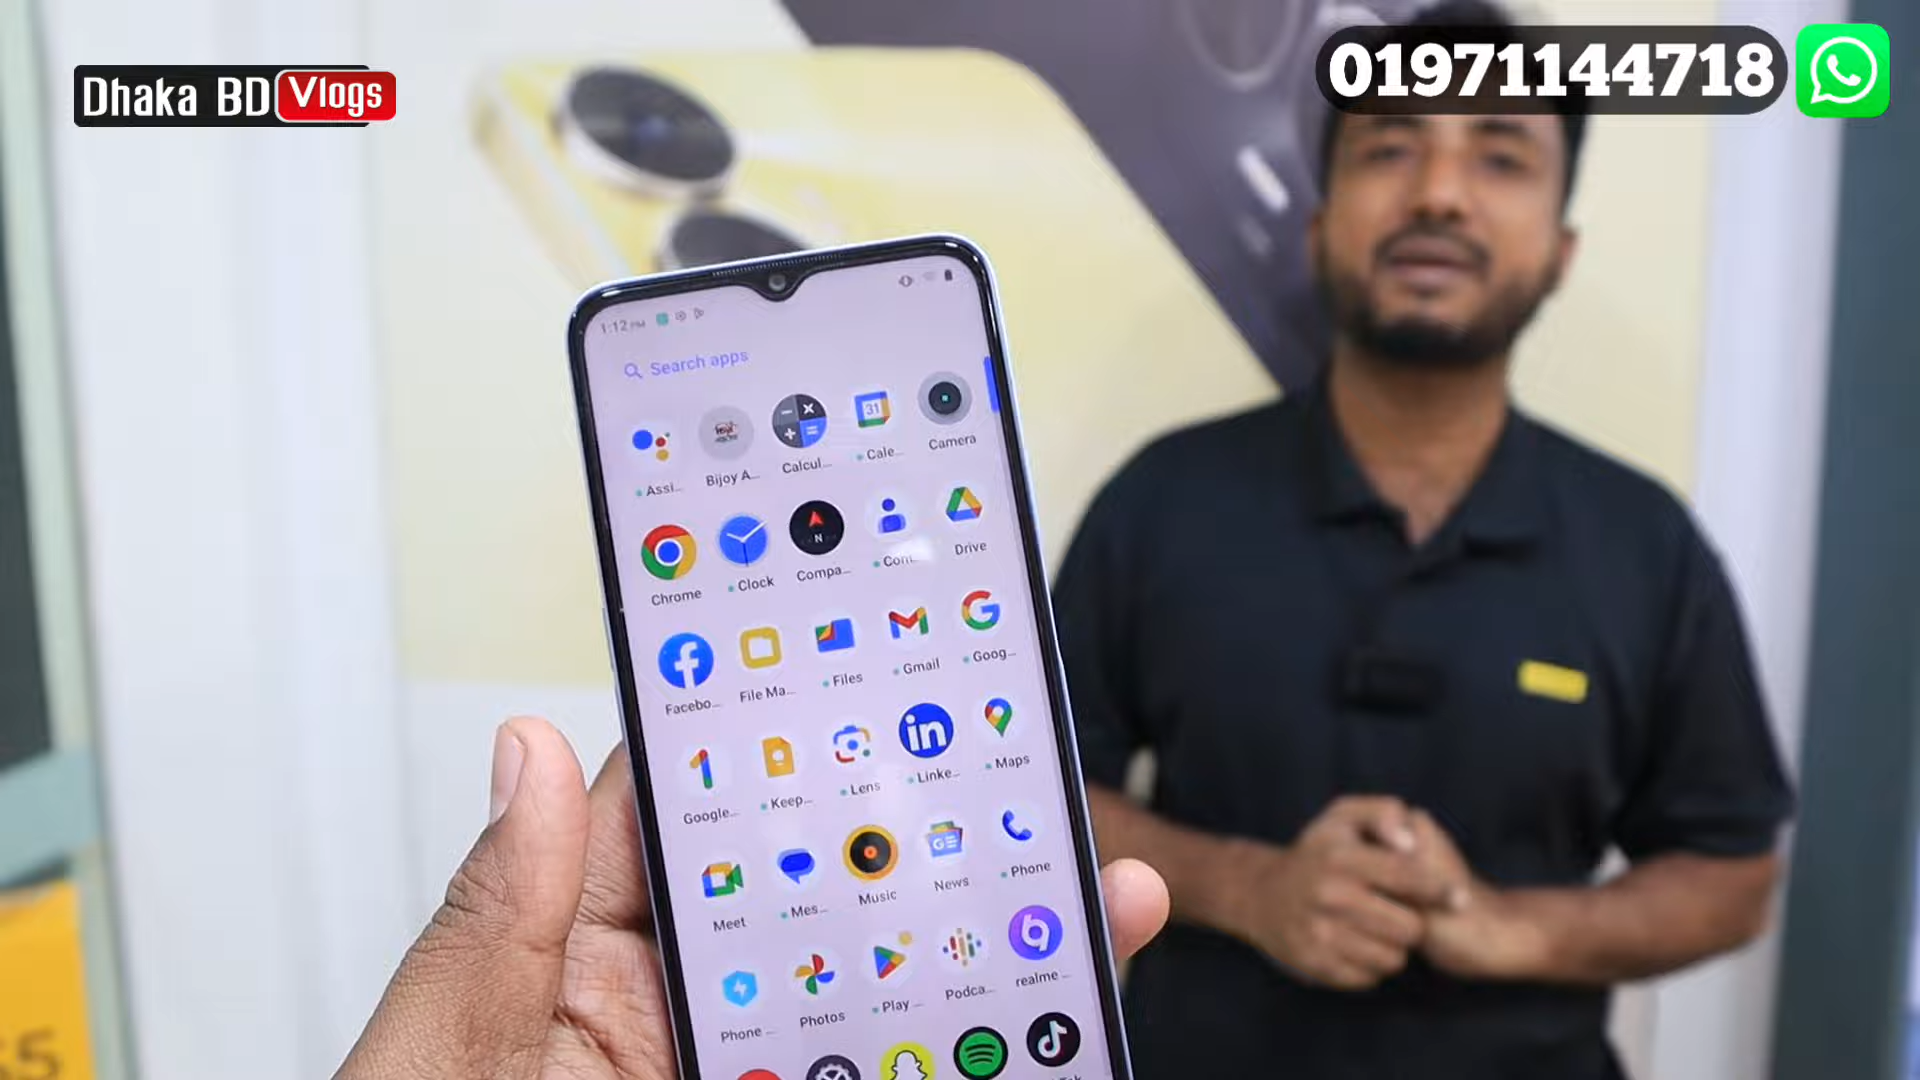 Dhaka BD Vlogs
01971144718
1:12 PM
Search apps
Assi...
Bijoy A...
Calcul...
Cale...
Camera
Chrome
Clock
Compa...
Con...
Drive
Facebo...
File Ma...
Files
Gmail
Goog...
Google...
Keep...
Lens
Linke...
Maps
Meet
Mes...
Music
News
Phone
Phone ...
Photos
Play ...
Podca...
realme ...